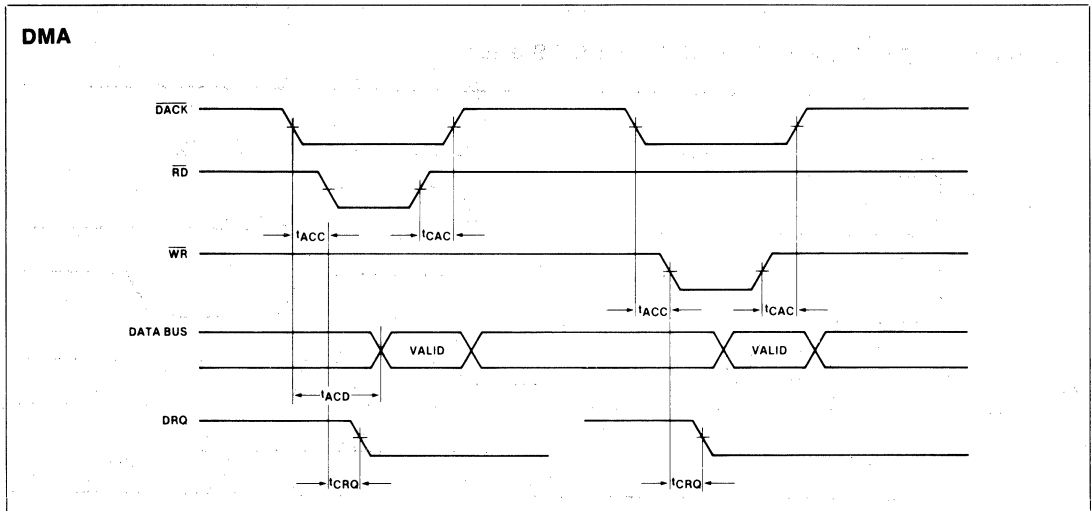 DMA
DACK
RD
tACC
tCAC
WR
tACC
tCAC
DATA BUS
VALID
VALID
tACD
DRQ
tCRQ
tCRQ